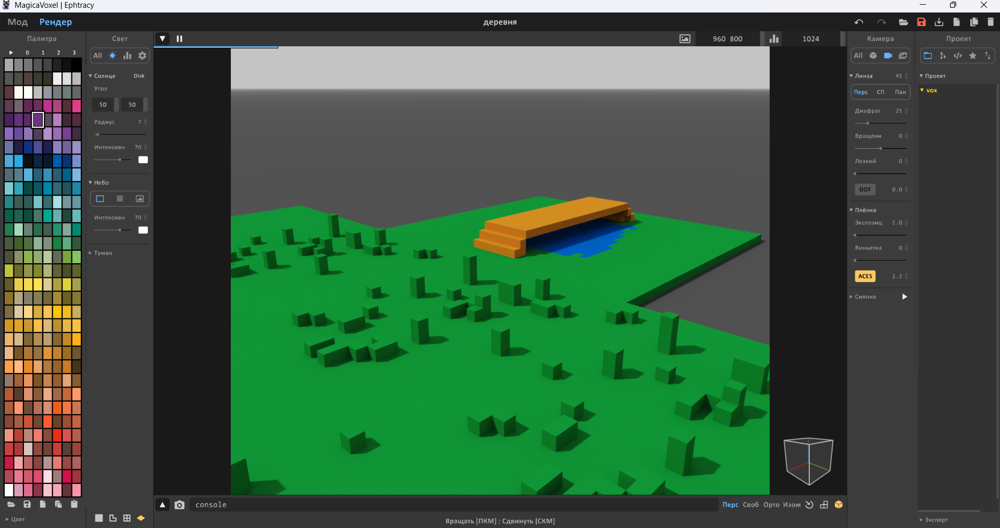 MagicaVoxel | Ephtracy
Мод Рендер деревня
Палитра Свет 960 800 1024 Камера Проект
0 1 2 3 All All
Солнце Disk Линза 45 Проект
Угол
Перс СП Пан vox
50 50
Диафраг 25
Радиус 7
Вращени 0
Интенсивн 70
Лезвий 0
Небо
DOF 0.0
Плёнка
Интенсивн 70
Экспозиц 1.0
Виньетка 0
Туман
ACES 2.2
Сияние
console Перс Своб Орто Изом
Цвет Вращать [ПКМ] : Сдвинуть [СКМ] Экспорт